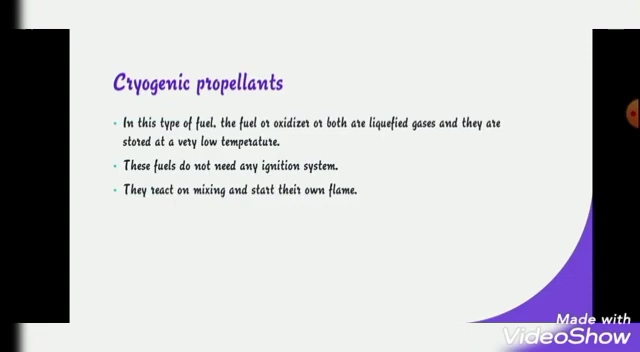 Cryogenic propellants
• In this type of fuel. the fuel or oxidizer or both are liquefied gases and they are
stored at a very low temperature.
• These fuels do not need any ignition system.
• They react on mixing and start their own flame.
Made with
VideoShow